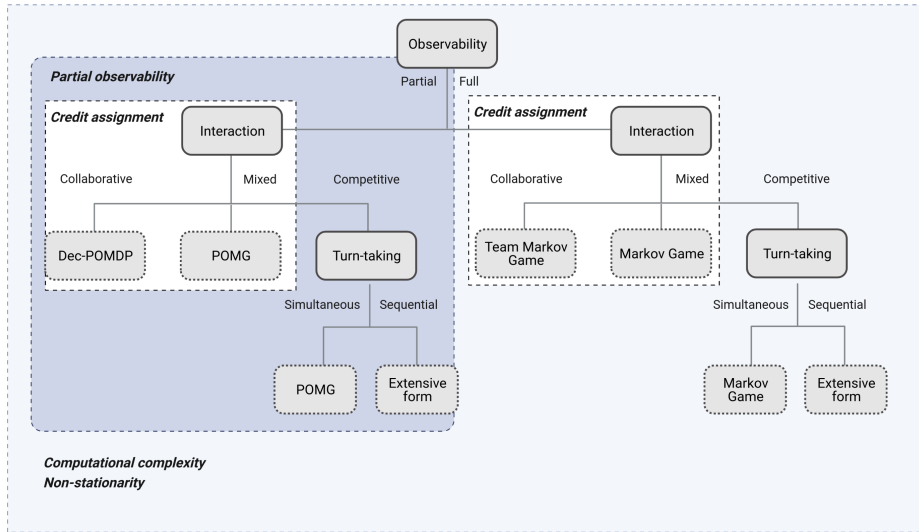 Observability
Partial
Full
Partial observability
Credit assignment
Interaction
Collaborative
Mixed
Competitive
Dec-POMDP
POMG
Turn-taking
Simultaneous
Sequential
POMG
Extensive
form
Credit assignment
Interaction
Collaborative
Mixed
Competitive
Team Markov
Game
Markov Game
Turn-taking
Simultaneous
Sequential
Markov
Game
Extensive
form
Computational complexity
Non-stationarity